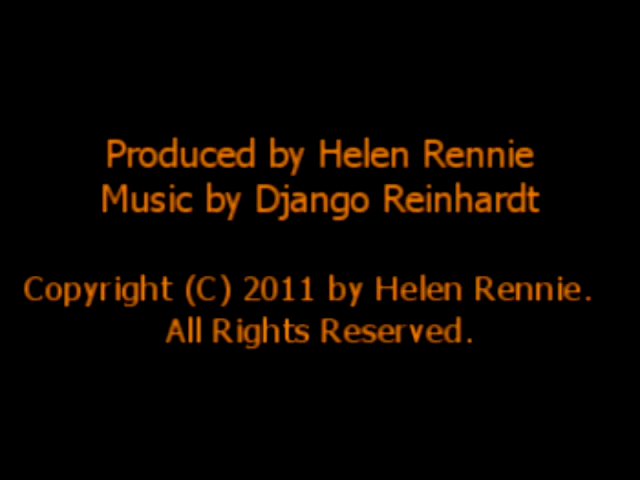 Produced by Helen Rennie
Music by Django Reinhardt
Copyright (C) 2011 by Helen Rennie.
All Rights Reserved.